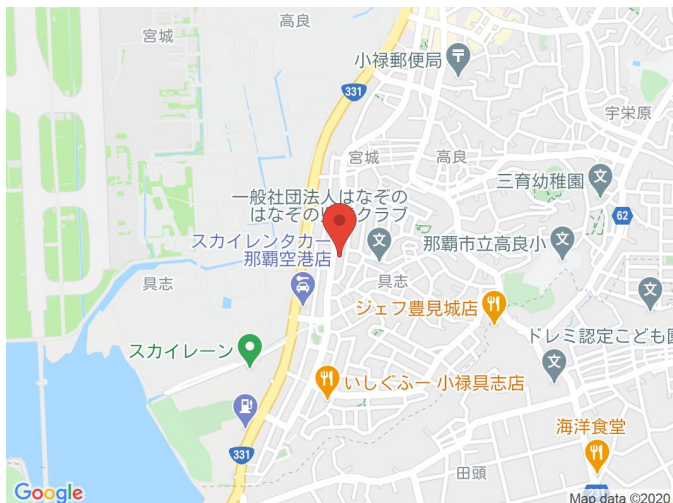 宮城
高良
小禄郵便局
331
宇栄原
宮城
高良
三育幼稚園
一般社団法人はなぞの
はなぞの
クラブ
62
スカイレンタカー
那覇空港店
那覇市立高良小
具志
具志
ジェフ豊見城店
スカイレーン
ドレミ認定こども園
いしぐふー 小禄具志店
海洋食堂
331
田頭
Google
Map data ©2020